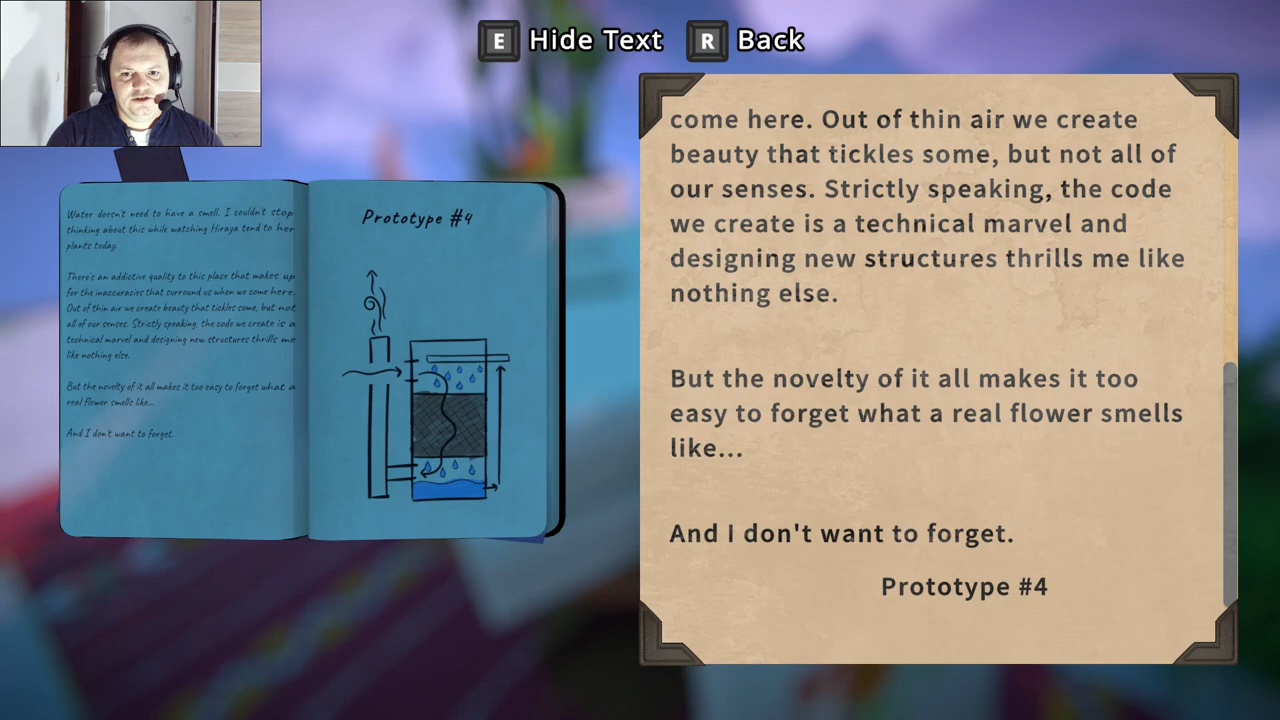 E Hide Text R Back
Water doesn't need to have a smell. I couldn't stop
thinking about this while watching Hiraya tend to her
plants today.
There's an addictive quality to this place that makes up
for the inaccuracies that surround us when we come here.
Out of thin air we create beauty that tickles some, but not
all of our senses. Strictly speaking, the code we create is a
technical marvel and designing new structures thrills me
like nothing else.
But the novelty of it all makes it too easy to forget what a
real flower smells like...
And I don't want to forget.
Prototype #4
come here. Out of thin air we create
beauty that tickles some, but not all of
our senses. Strictly speaking, the code
we create is a technical marvel and
designing new structures thrills me like
nothing else.
But the novelty of it all makes it too
easy to forget what a real flower smells
like...
And I don't want to forget.
Prototype #4